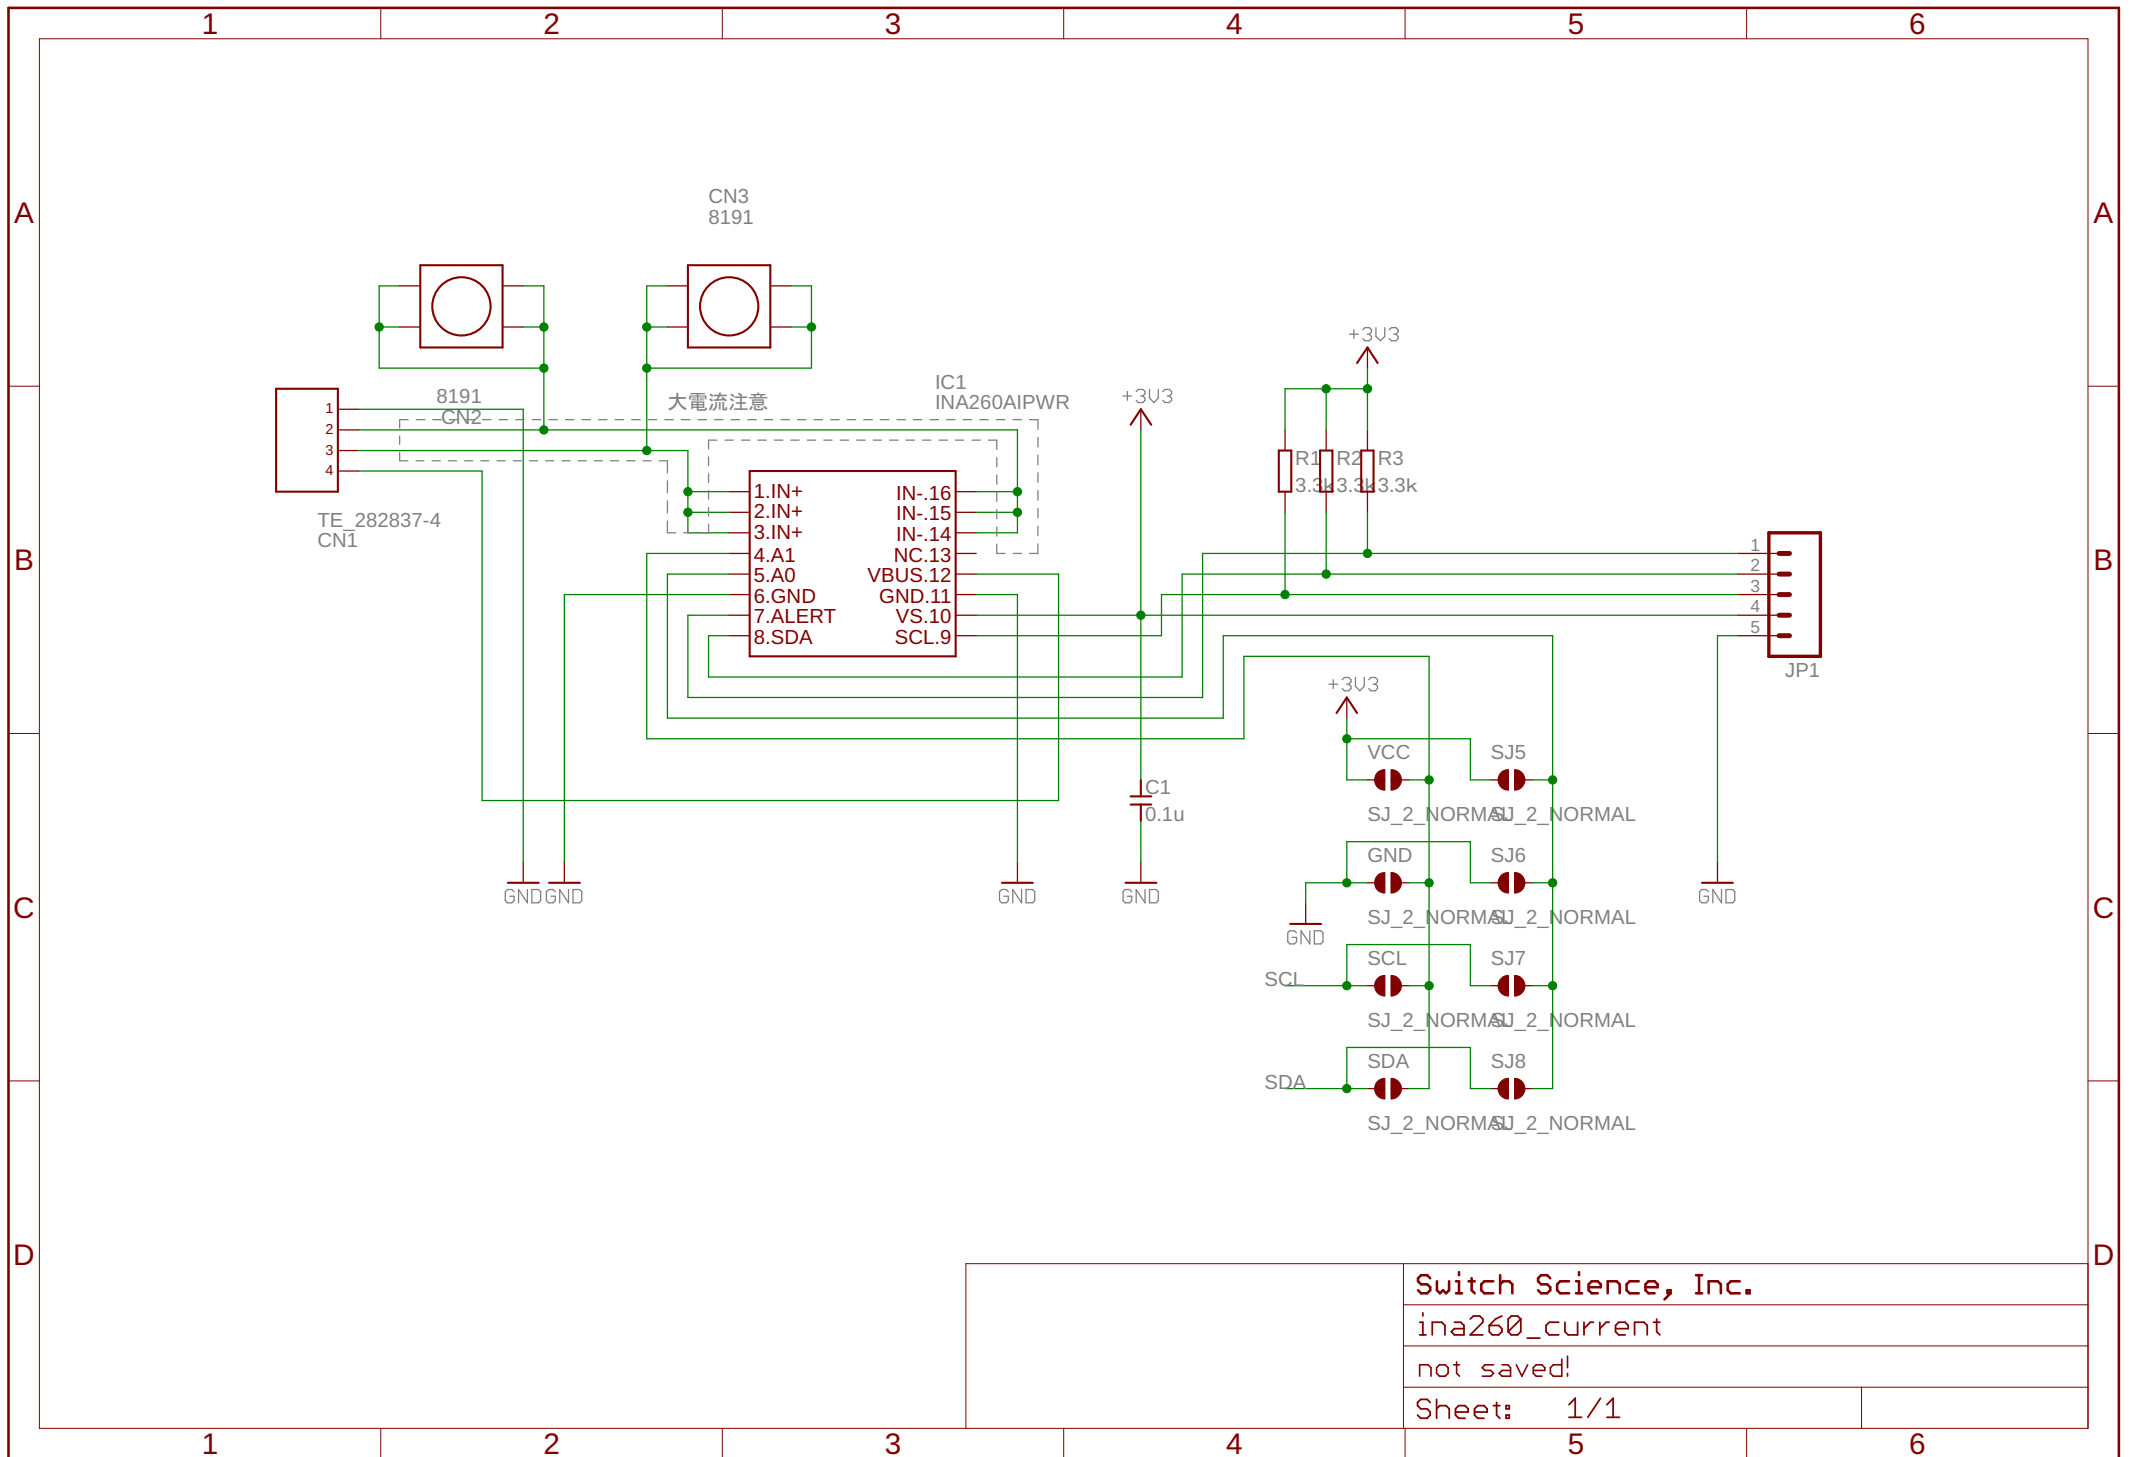 1 2 3 4 5 6
A A
CN3
8191
+3V3
8191
CN2
大電流注意
IC1
INA260AIPWR
+3V3
1
2
3
4
TE_282837-4
CN1
R1 R2 R3
3.3k 3.3k 3.3k
1.IN+ IN-.16
2.IN+ IN-.15
3.IN+ IN-.14
4.A1 NC.13
5.A0 VBUS.12
6.GND GND.11
7.ALERT VS.10
8.SDA SCL.9
B B
1
2
3
4
5
JP1
+3V3
VCC SJ5
SJ_2_NORMAL SJ_2_NORMAL
C1
0.1u
GND SJ6
SJ_2_NORMAL SJ_2_NORMAL
GND GND GND GND GND
C C
GND
SCL SCL SJ7
SJ_2_NORMAL SJ_2_NORMAL
SDA SDA SJ8
SJ_2_NORMAL SJ_2_NORMAL
D D
Switch Science, Inc.
ina260_current
not saved!
Sheet: 1/1
1 2 3 4 5 6